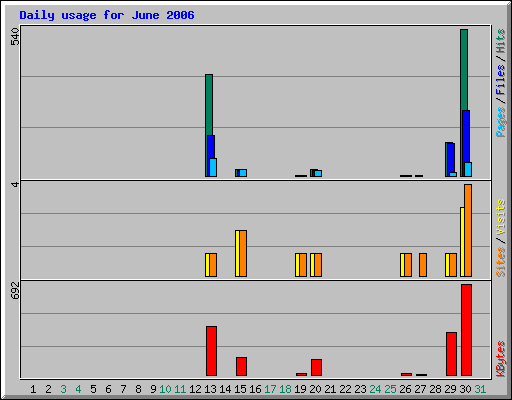 Daily usage for June 2006
540
Pages/Files/Hits
4
Sites/Visits
692
KBytes
1 2 3 4 5 6 7 8 9 10 11 12 13 14 15 16 17 18 19 20 21 22 23 24 25 26 27 28 29 30 31